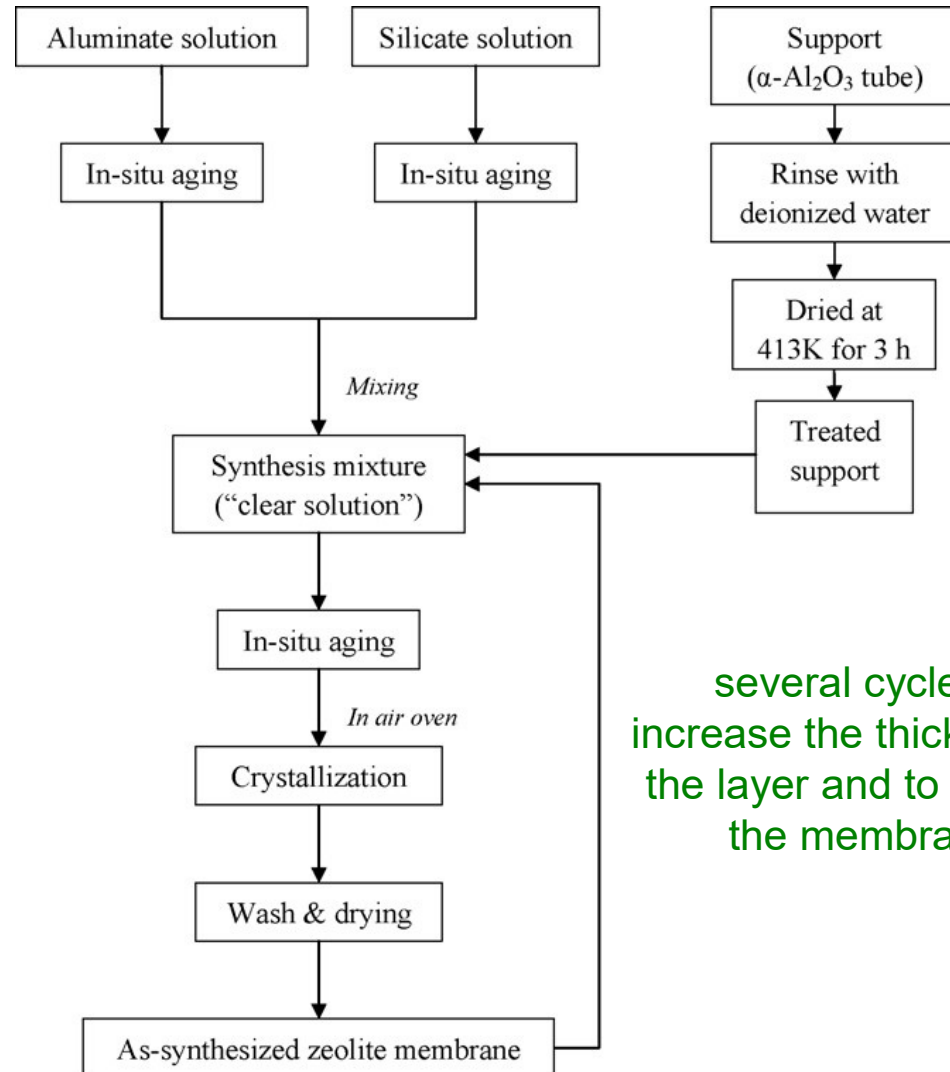 Aluminate solution
Silicate solution
Support
(α-Al₂O₃ tube)
In-situ aging
In-situ aging
Rinse with
deionized water
Dried at
413K for 3 h
Mixing
Treated
support
Synthesis mixture
(“clear solution”)
In-situ aging
In air oven
Crystallization
Wash & drying
As-synthesized zeolite membrane
several
increase the
the layer and to
the